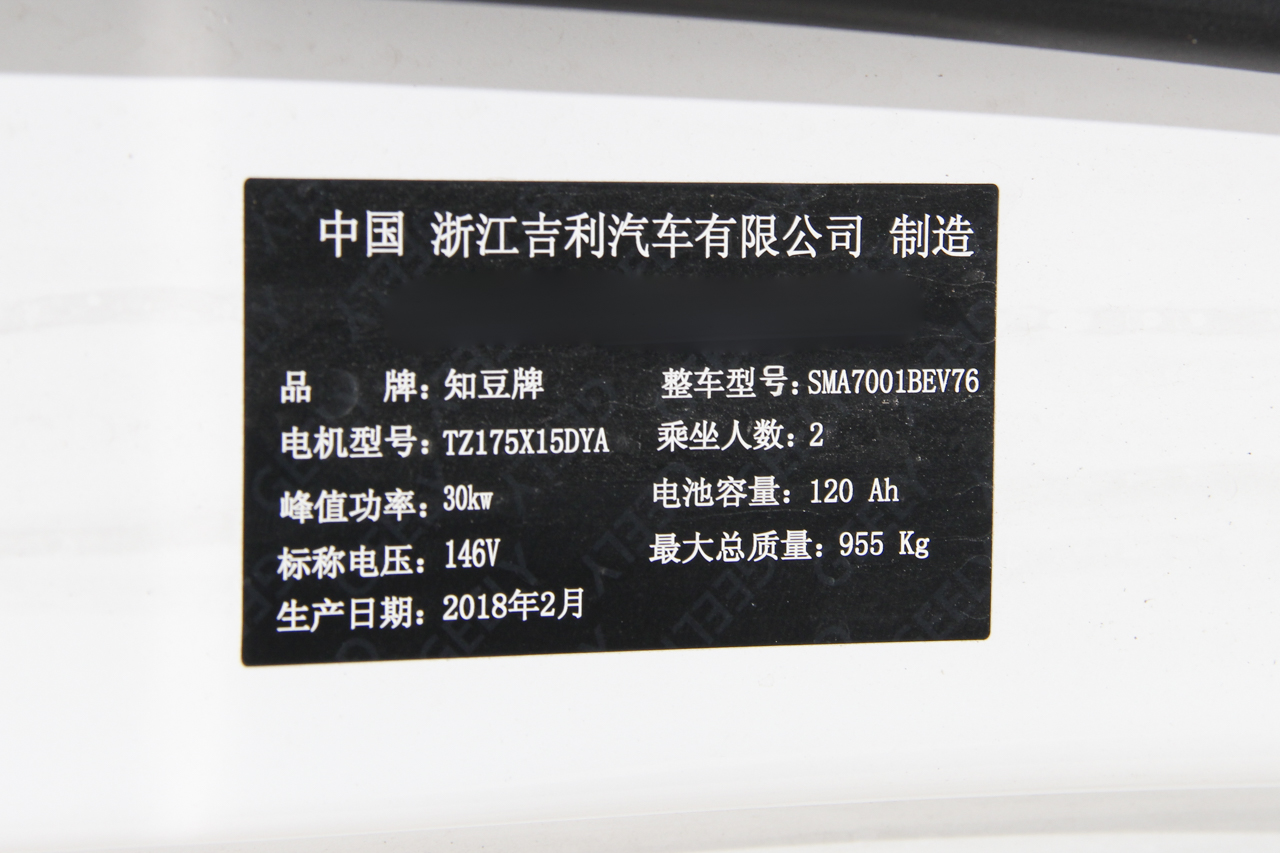 中国 浙江吉利汽车有限公司 制造
品 牌：知豆牌 整车型号：SMA7001BEV76
电机型号：TZ175X15DYA 乘坐人数：2
峰值功率：30kw 电池容量：120 Ah
标称电压：146V 最大总质量：955 Kg
生产日期：2018年2月
GEELY